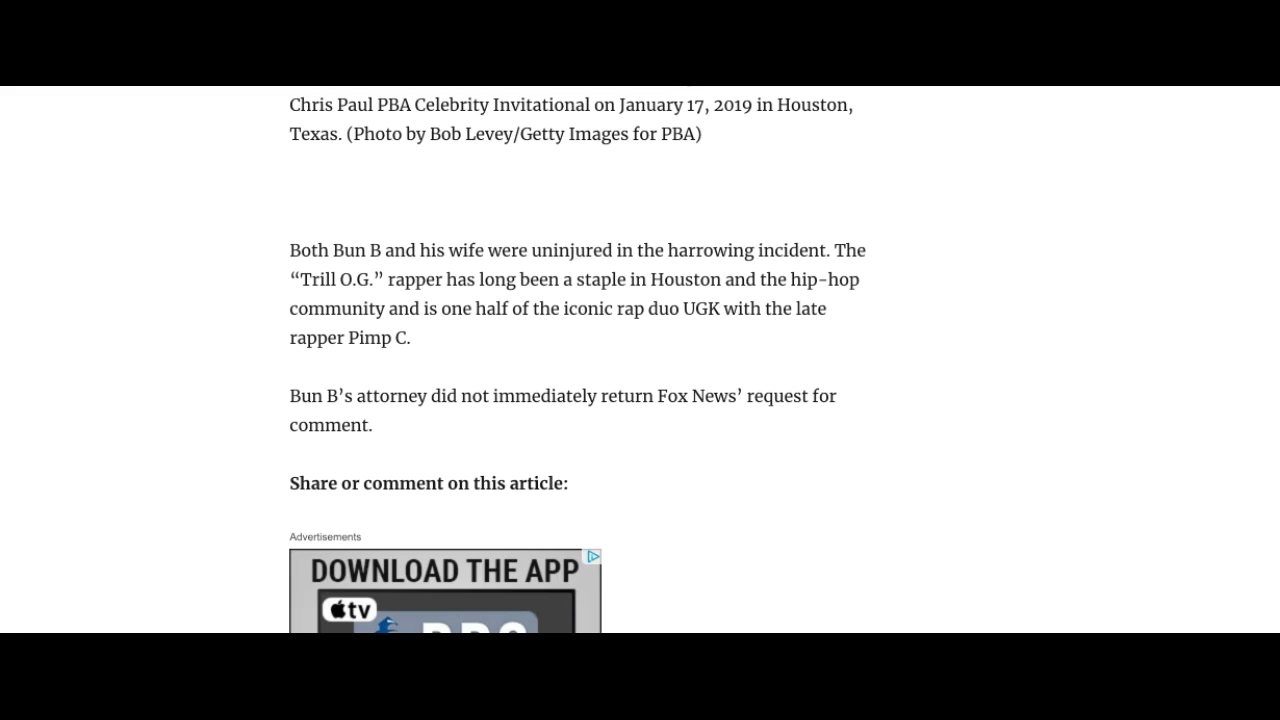 Chris Paul PBA Celebrity Invitational on January 17, 2019 in Houston,
Texas. (Photo by Bob Levey/Getty Images for PBA)
Both Bun B and his wife were uninjured in the harrowing incident. The
“Trill O.G.” rapper has long been a staple in Houston and the hip-hop
community and is one half of the iconic rap duo UGK with the late
rapper Pimp C.
Bun B’s attorney did not immediately return Fox News’ request for
comment.
Share or comment on this article:
Advertisements
DOWNLOAD THE APP
tv